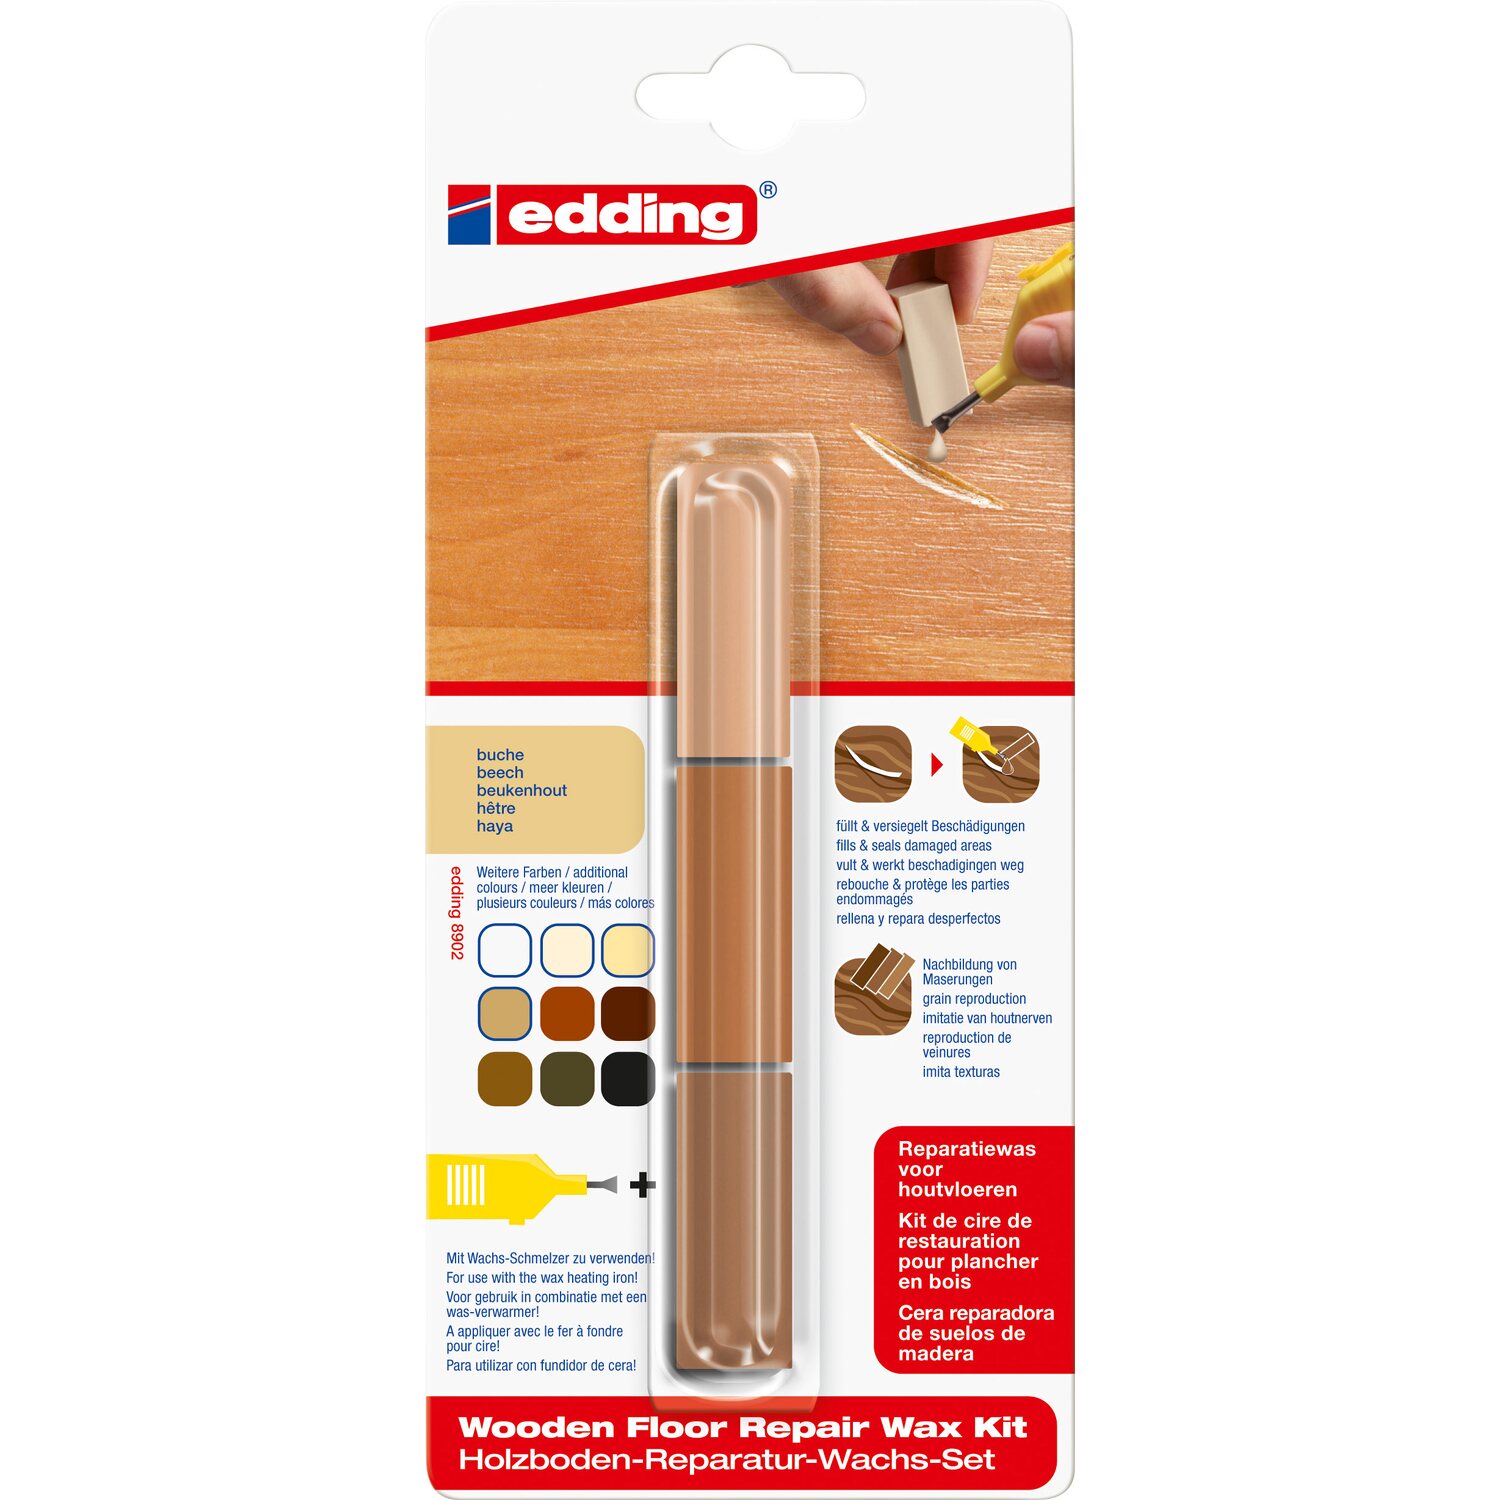 edding®
buche
beech
beukenhout
hêtre
haya
edding 8902
Weitere Farben / additional
colours / meer kleuren /
plusieurs couleurs / más colores
Mit Wachs-Schmelzer zu verwenden!
For use with the wax heating iron!
Voor gebruik in combinatie met een
was-verwarmer!
A appliquer avec le fer à fondre
pour cire!
Para utilizar con fundidor de cera!
füllt & versiegelt Beschädigungen
fills & seals damaged areas
vult & werkt beschadigingen weg
rebouche & protège les parties
endommagés
rellena y repara desperfectos
Nachbildung von
Maserungen
grain reproduction
imitatie van houtnerven
reproduction de
veinures
imita texturas
Reparatiewas
voor
houtvloeren
Kit de cire de
restauration
pour plancher
en bois
Cera reparadora
de suelos de
madera
Wooden Floor Repair Wax Kit
Holzboden-Reparatur-Wachs-Set